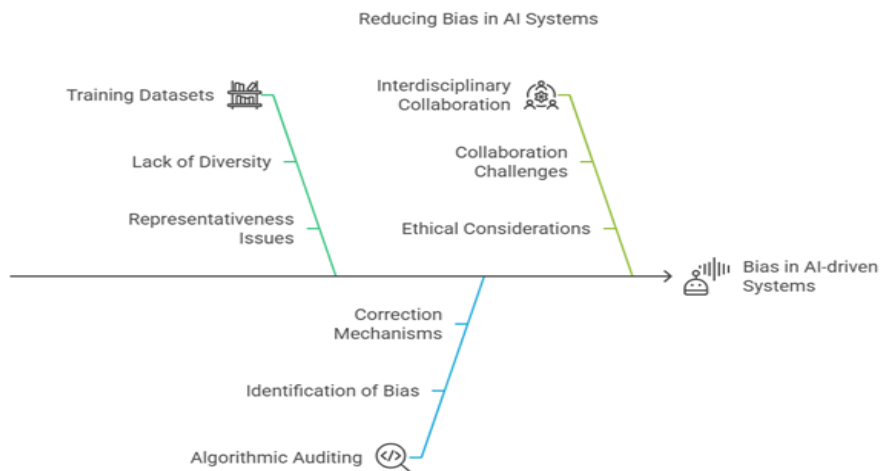 Reducing Bias in AI Systems
Training Datasets
Lack of Diversity
Representativeness
Issues
Interdisciplinary
Collaboration
Collaboration
Challenges
Ethical Considerations
Bias in AI-driven
Systems
Correction
Mechanisms
Identification of Bias
Algorithmic Auditing